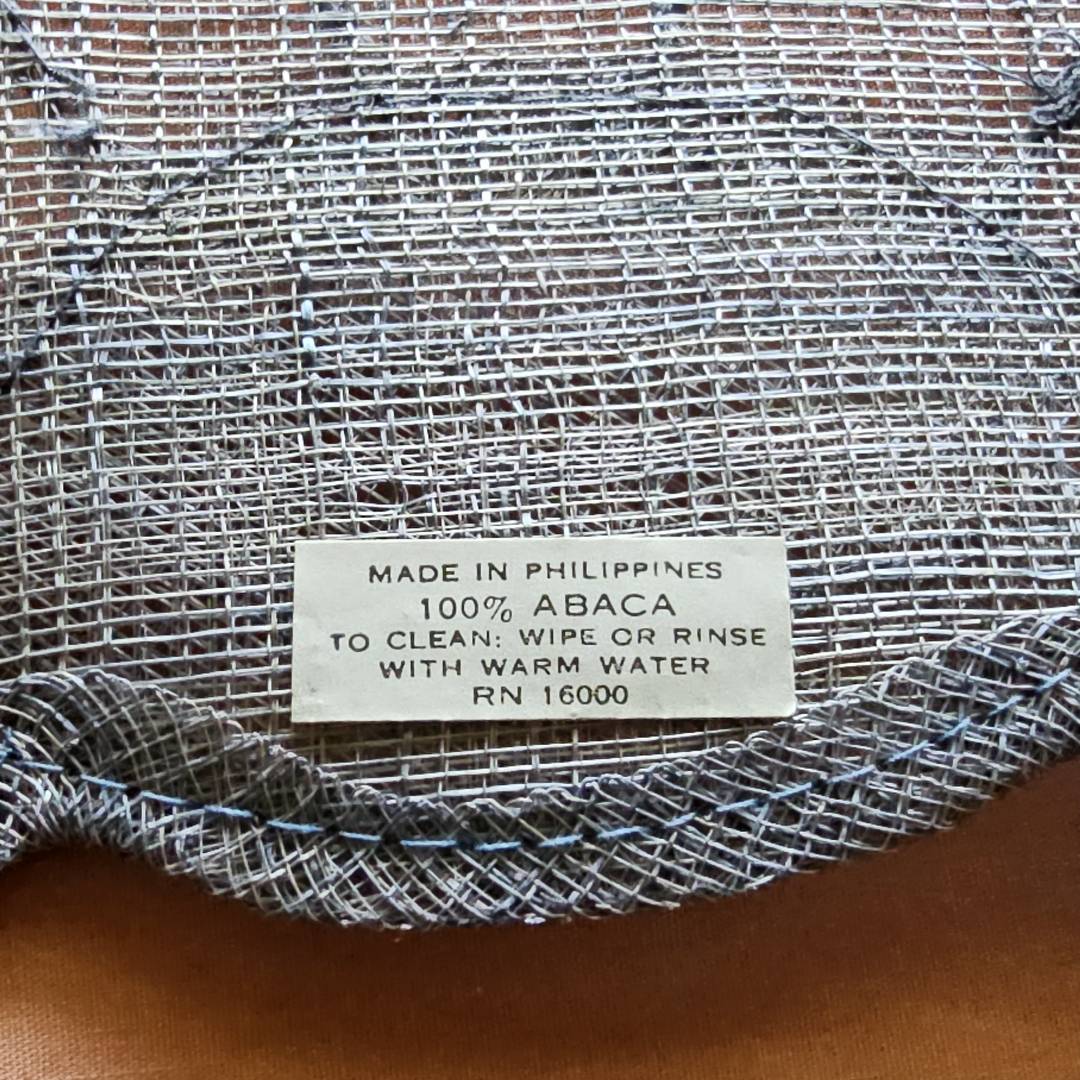 MADE IN PHILIPPINES
100% ABACA
TO CLEAN: WIPE OR RINSE
WITH WARM WATER
RN 16000